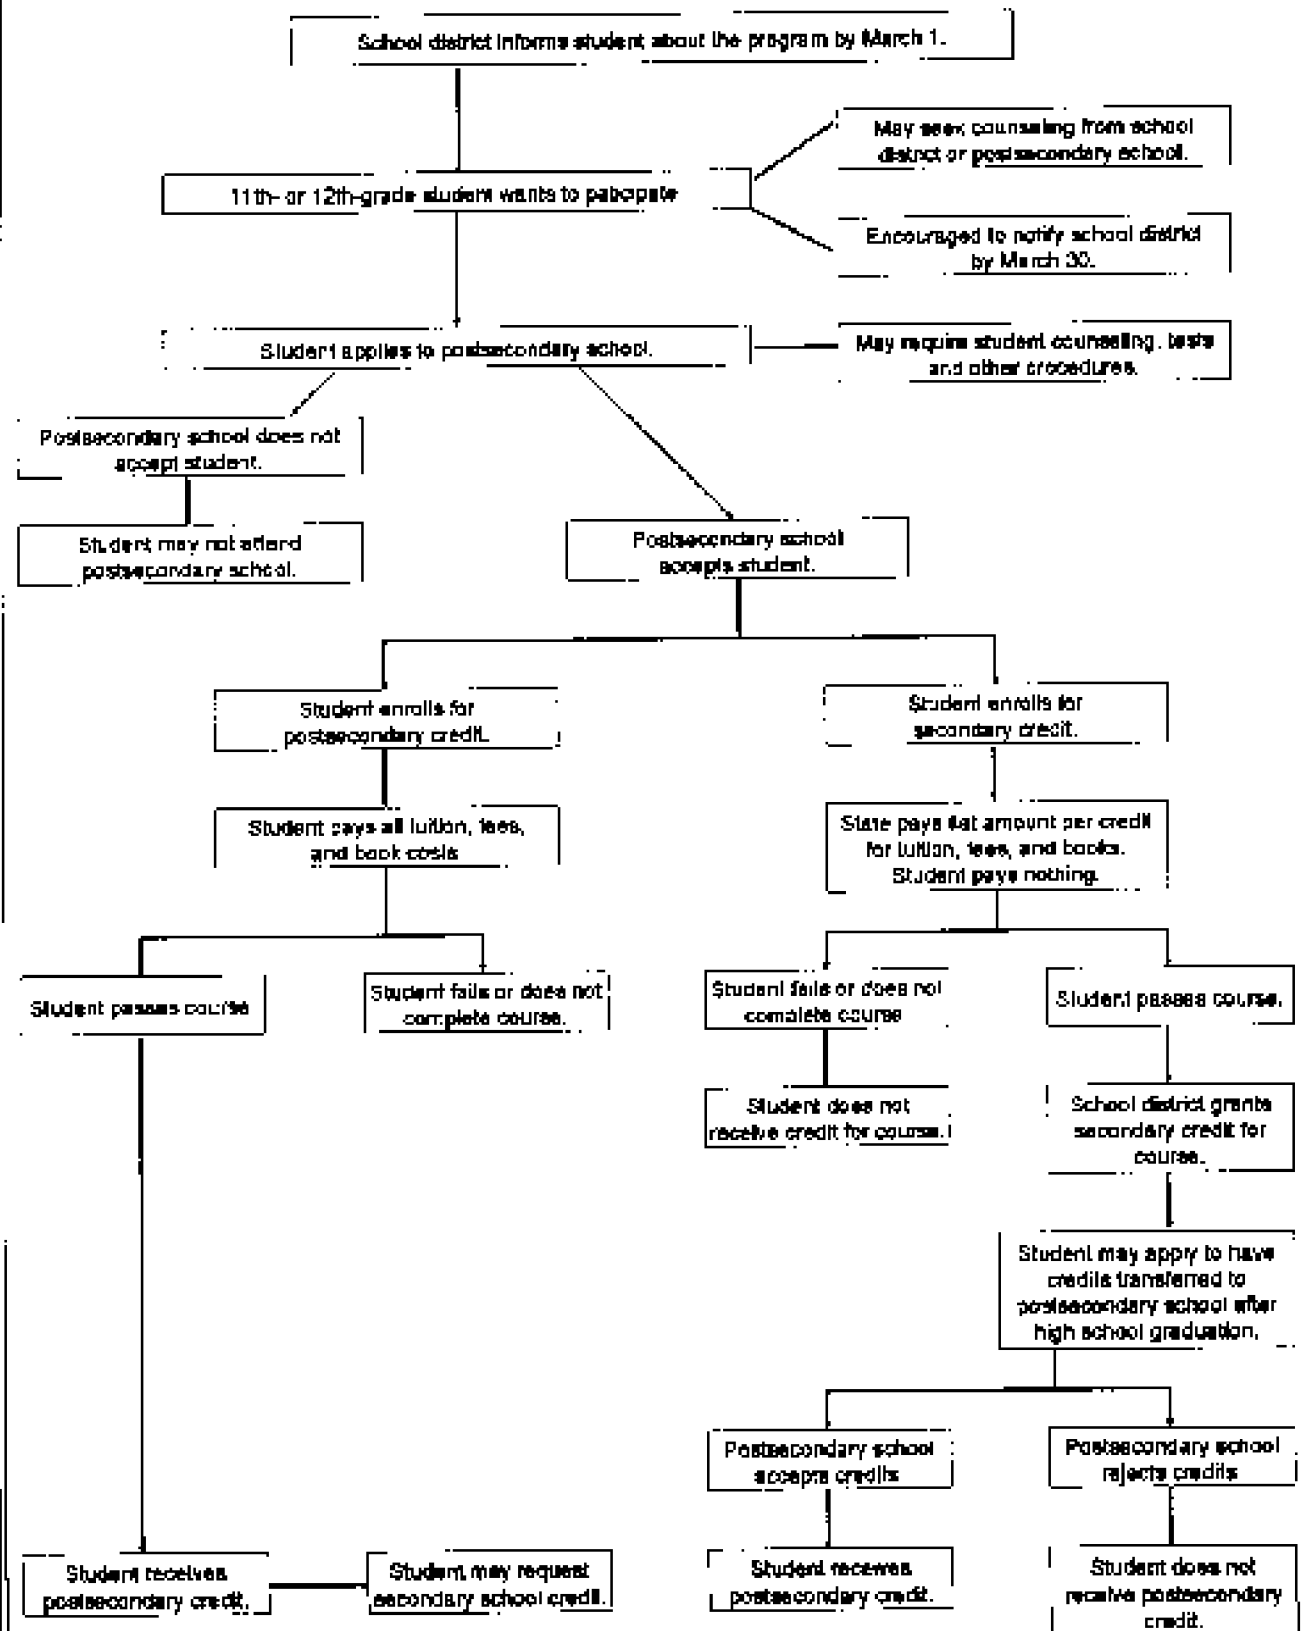 School district informs student about the program by March 1.
May seek counseling from school
district or postsecondary school.
11th- or 12th-grade student wants to paticipate
Encouraged to notify school district
by March 30.
Student applies to postsecondary school.
May require student counseling, tests
and other procedures.
Postsecondary school does not
accept student.
Student may not attend
postsecondary school.
Postsecondary school
accepts student.
Student enrolls for
postsecondary credit.
Student enrolls for
secondary credit.
Student pays all tuition, fees,
and book costs
State pays flat amount per credit
for tuition, fees, and books.
Student pays nothing.
Student passes course
Student fails or does not
complete course.
Student fails or does not
complete course
Student passes course.
Student does not
receive credit for course.
School district grants
secondary credit for
course.
Student may apply to have
credits transferred to
postsecondary school after
high school graduation.
Postsecondary school
accepts credits
Postsecondary school
rejects credits
Student receives
postsecondary credit.
Student may request
secondary school credit.
Student receives
postsecondary credit.
Student does not
receive postsecondary
credit.